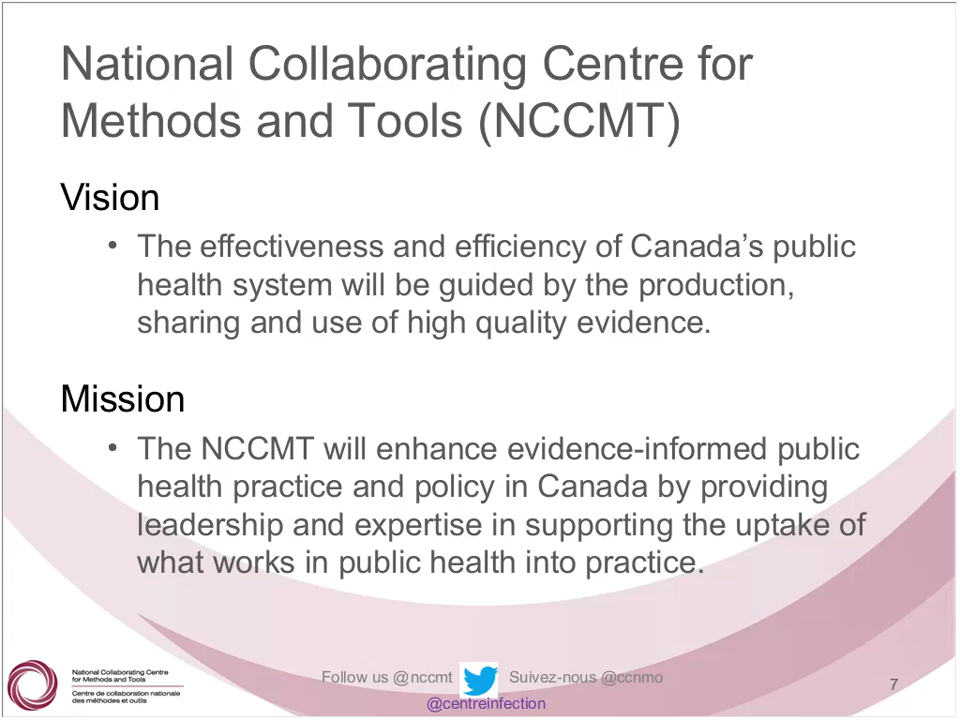 National Collaborating Centre for
Methods and Tools (NCCMT)
Vision
• The effectiveness and efficiency of Canada’s public
health system will be guided by the production,
sharing and use of high quality evidence.
Mission
• The NCCMT will enhance evidence-informed public
health practice and policy in Canada by providing
leadership and expertise in supporting the uptake of
what works in public health into practice.
National Collaborating Centre
for Methods and Tools
Centre de collaboration nationale
des méthodes et outils
Follow us @nccmt Suivez-nous @ccnmo
@centreinfection
7